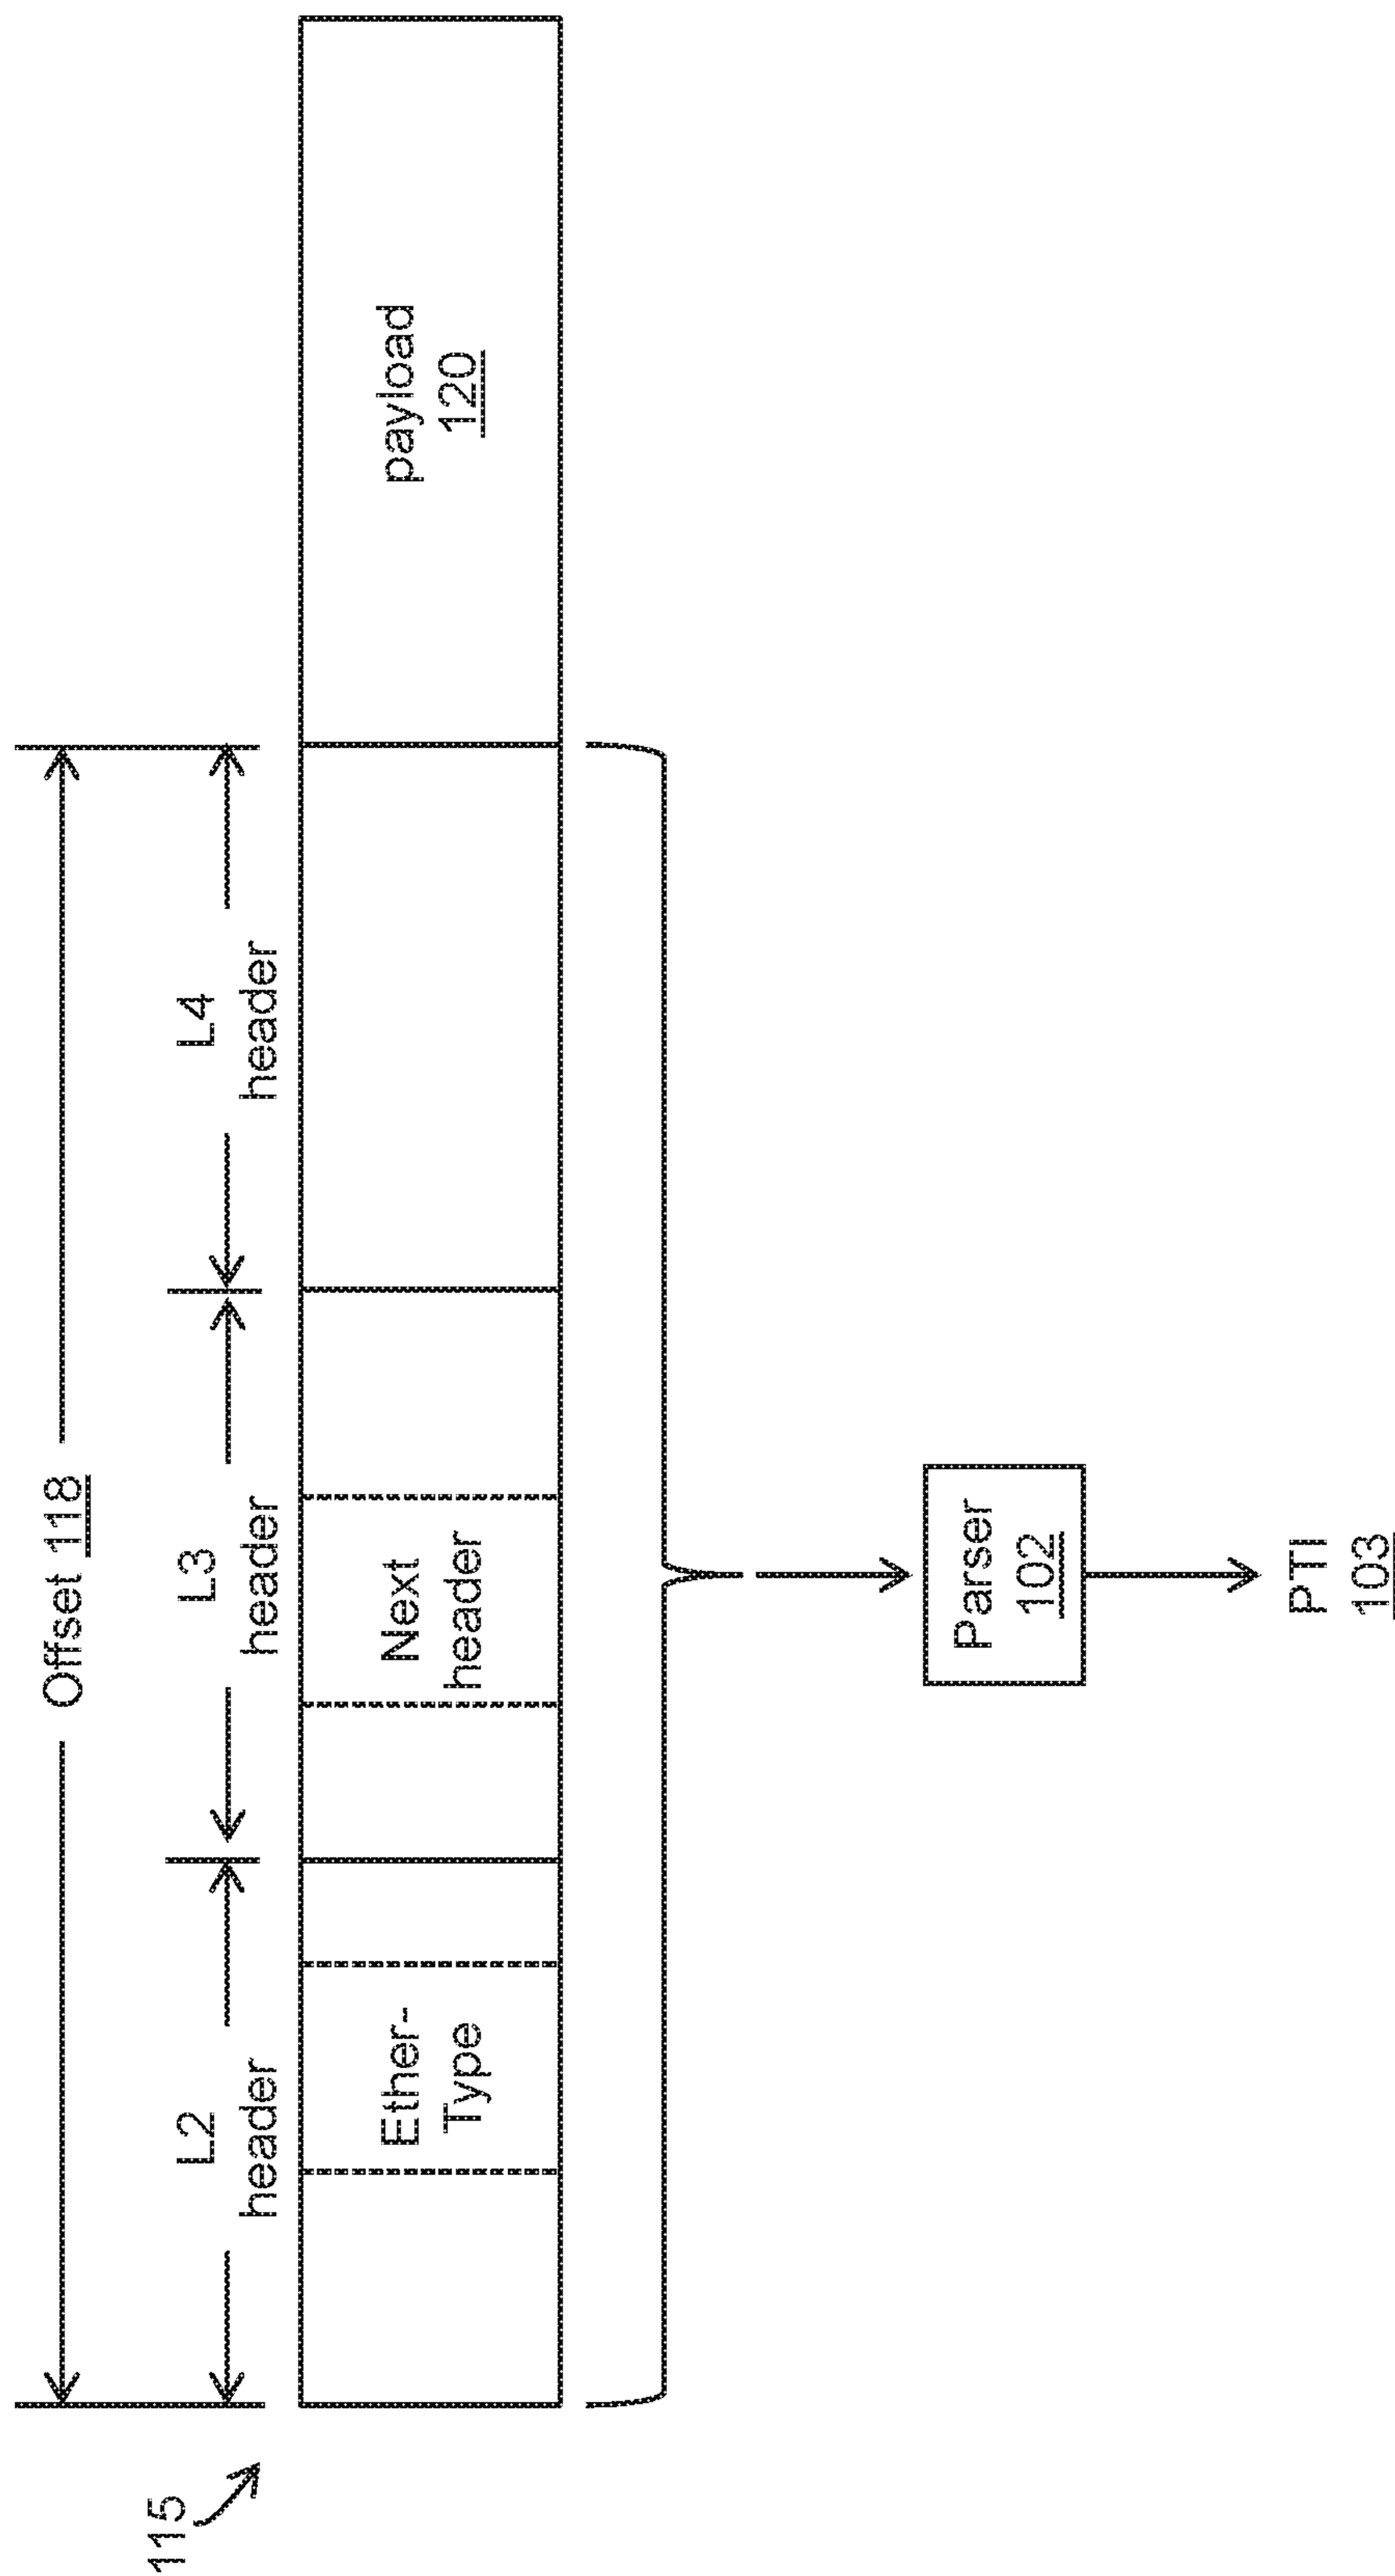 115
Offset 118
L2
header
L3
header
L4
header
Ether-
Type
Next
header
payload
120
Parser
102
PTI
103